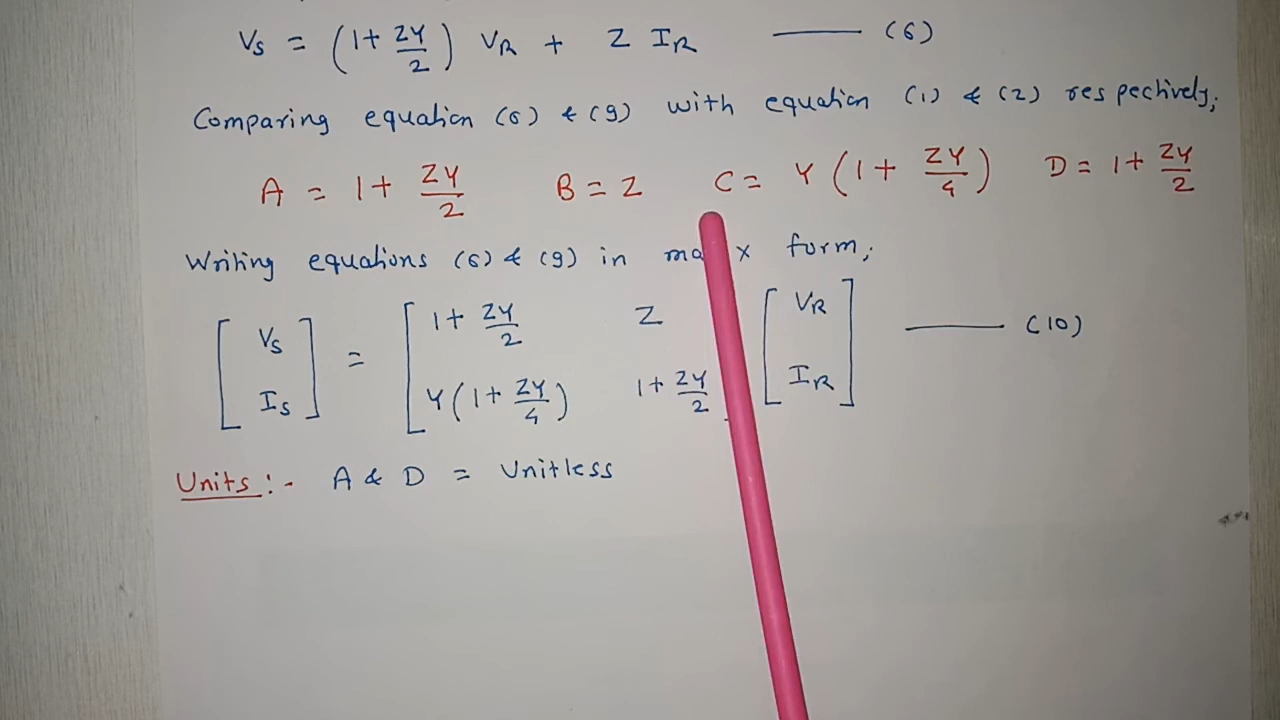 Vs = (1 + ZY/2) VR + Z IR —— (6)
Comparing equation (6) & (9) with equation (1) & (2) respectively;
A = 1 + ZY/2 B = Z C = Y (1 + ZY/4) D = 1 + ZY/2
Writing equations (6) & (9) in form;
[Vs Is] = [1 + ZY/2 Z Y(1 + ZY/4) 1 + ZY/2] [VR IR] —— (10)
Units :- A & D = Unitless